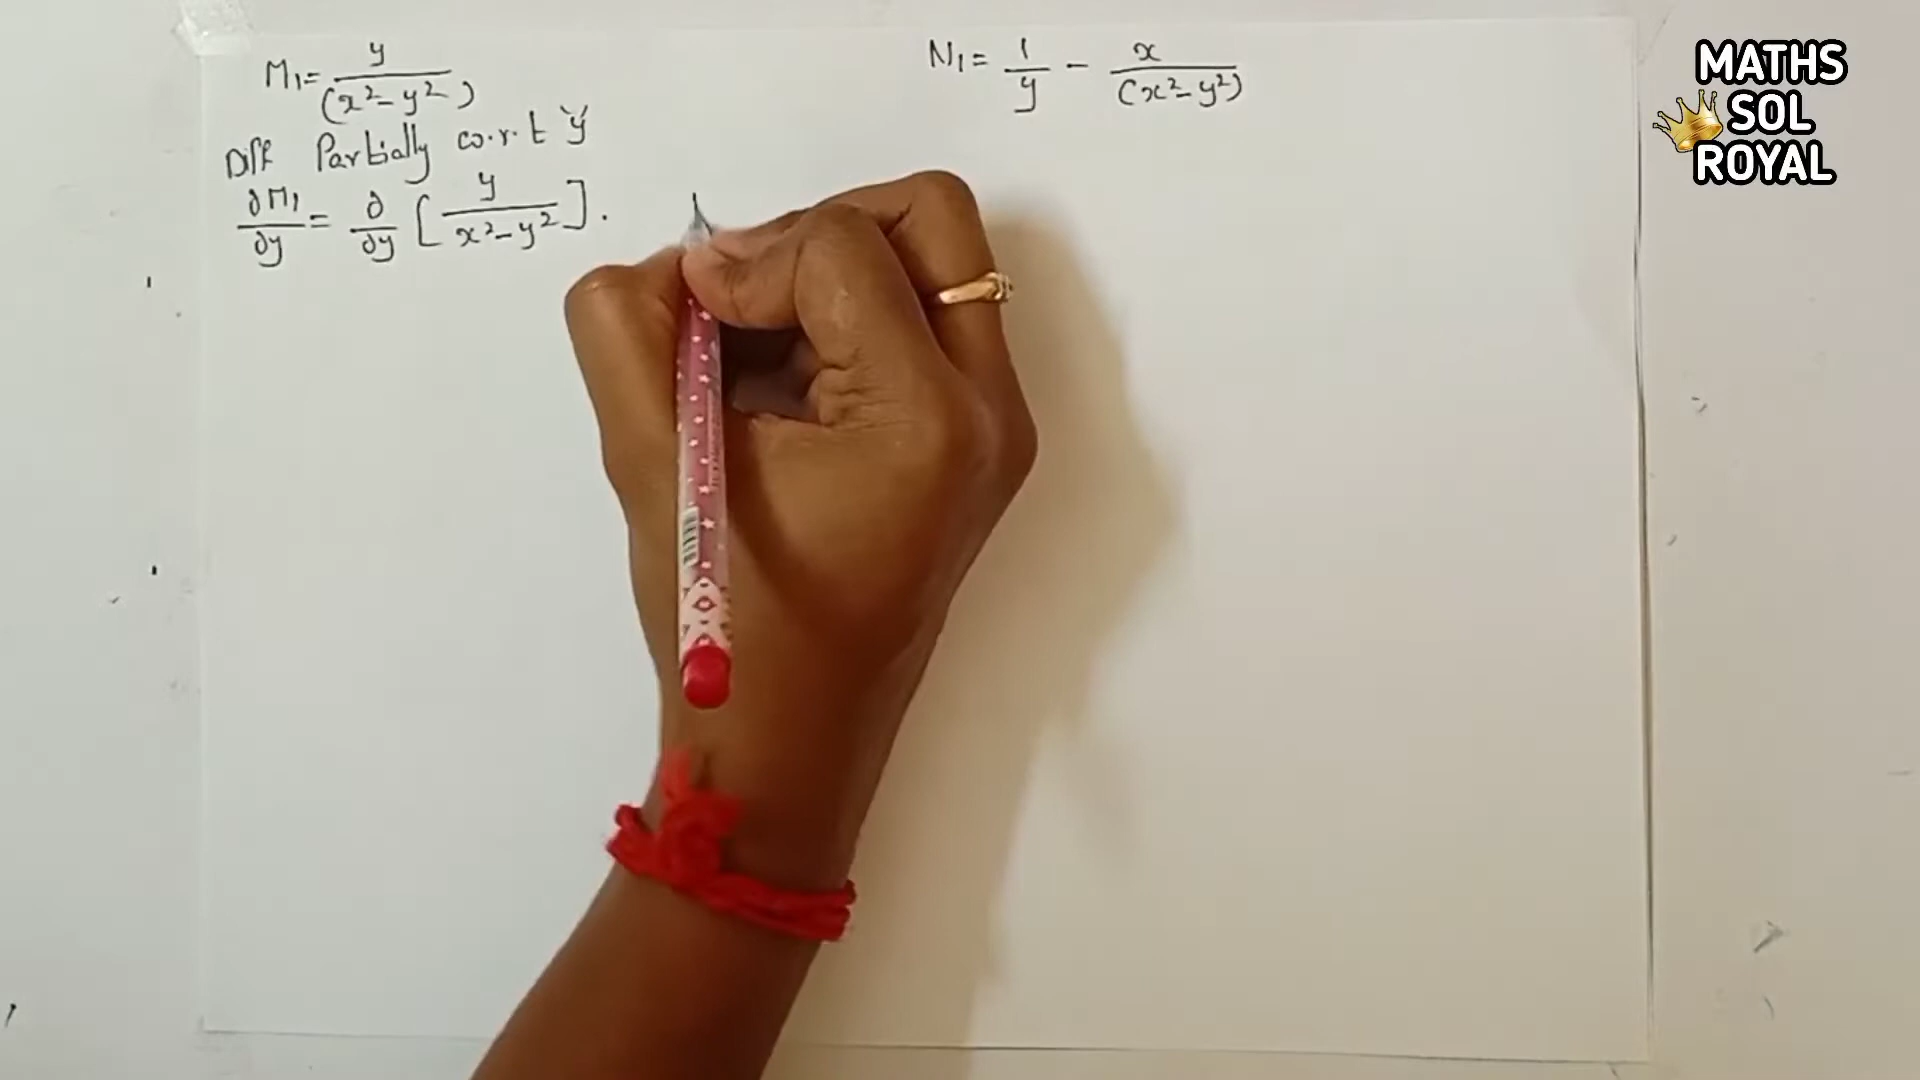 M₁ = y/(x² - y²)
N₁ = 1/y - x/(x² - y²)
Diff Partially w.r.t 'y'
∂M₁/∂y = ∂/∂y [y/(x² - y²)].
MATHS
SOL
ROYAL